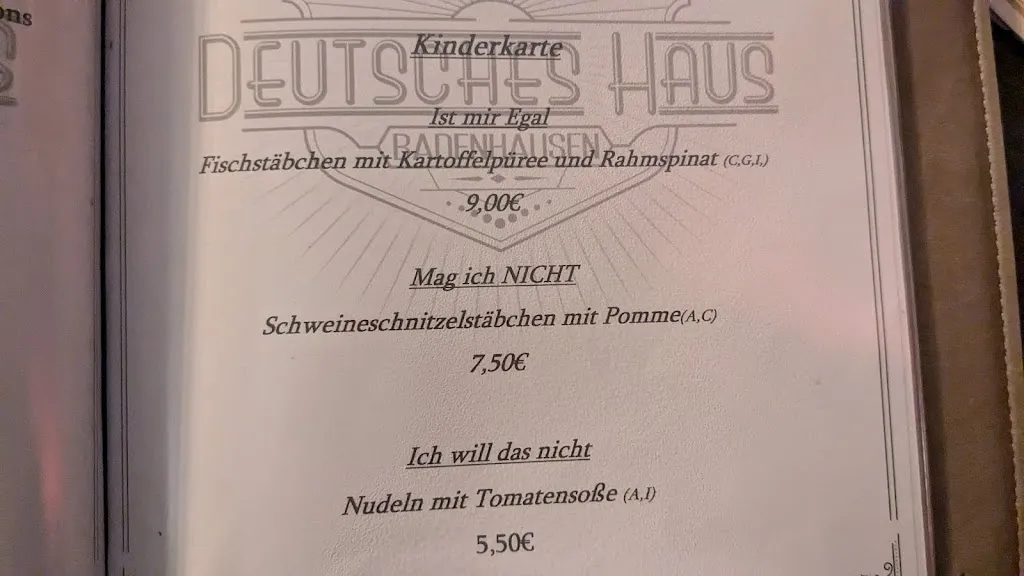 ons
S
DEUTSCHES HAUS
BADENHAUSEN
Kinderkarte
Ist mir Egal
Fischstäbchen mit Kartoffelpüree und Rahmspinat (C,G,I,)
9,00€
Mag ich NICHT
Schweineschnitzelstäbchen mit Pomme(A,C)
7,50€
Ich will das nicht
Nudeln mit Tomatensoße (A,I)
5,50€